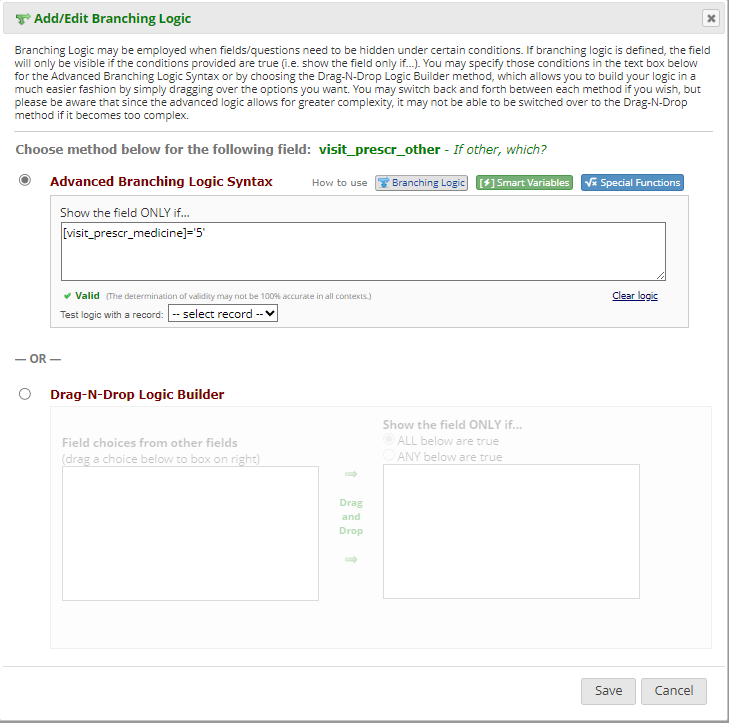 Add/Edit Branching Logic
Branching Logic may be employed when fields/questions need to be hidden under certain conditions. If branching logic is defined, the field
will only be visible if the conditions provided are true (i.e. show the field only if...). You may specify those conditions in the text box below
for the Advanced Branching Logic Syntax or by choosing the Drag-N-Drop Logic Builder method, which allows you to build your logic in a
much easier fashion by simply dragging over the options you want. You may switch back and forth between each method if you wish, but
please be aware that since the advanced logic allows for greater complexity, it may not be able to be switched over to the Drag-N-Drop
method if it becomes too complex.
Choose method below for the following field: visit_prescr_other - If other, which?
Advanced Branching Logic Syntax How to use Branching Logic [⚡] Smart Variables √x Special Functions
Show the field ONLY if...
[visit_prescr_medicine]='5'
Valid (The determination of validity may not be 100% accurate in all contexts.) Clear logic
Test logic with a record: -- select record --
— OR —
Drag-N-Drop Logic Builder
Field choices from other fields
(drag a choice below to box on right)
Drag
and
Drop
Show the field ONLY if...
ALL below are true
ANY below are true
Save Cancel